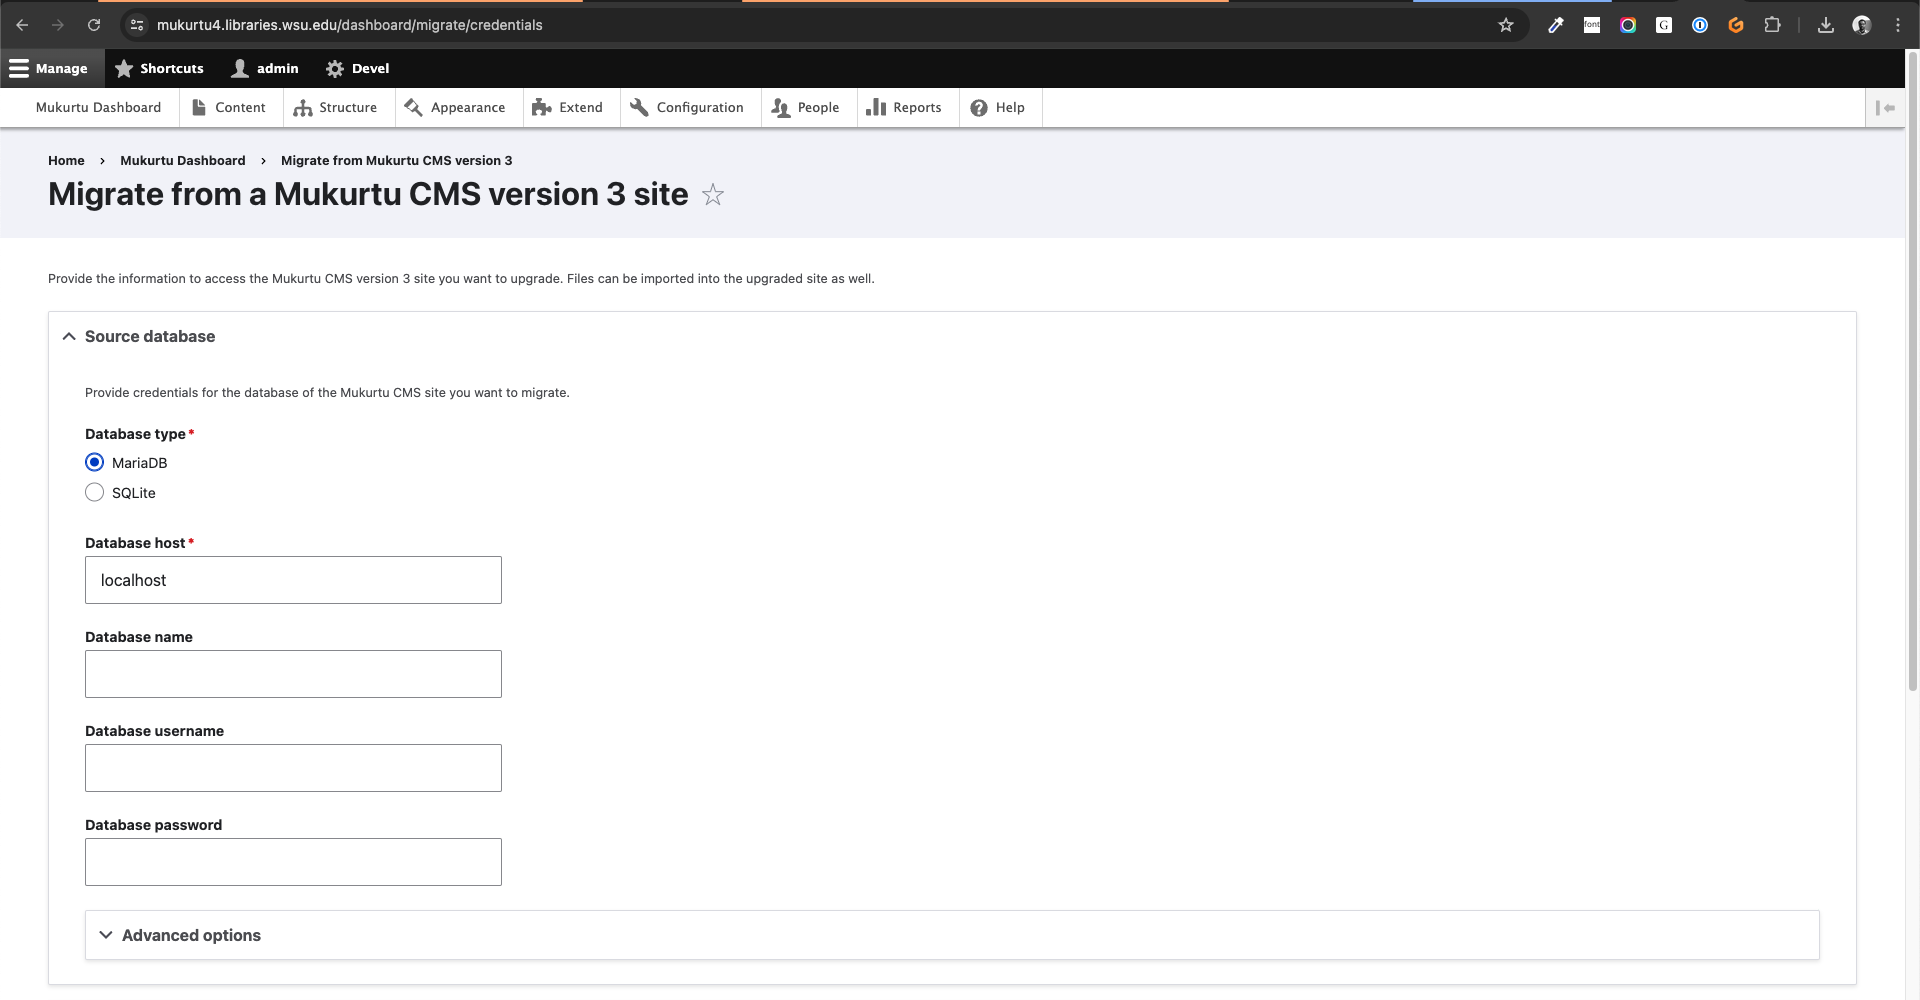 mukurtu4.libraries.wsu.edu/dashboard/migrate/credentials
font
G
Manage
Shortcuts
admin
Devel
Mukurtu Dashboard
Content
Structure
Appearance
Extend
Configuration
People
Reports
Help
Home › Mukurtu Dashboard › Migrate from Mukurtu CMS version 3
Migrate from a Mukurtu CMS version 3 site
Provide the information to access the Mukurtu CMS version 3 site you want to upgrade. Files can be imported into the upgraded site as well.
Source database
Provide credentials for the database of the Mukurtu CMS site you want to migrate.
Database type*
MariaDB
SQLite
Database host*
localhost
Database name
Database username
Database password
Advanced options